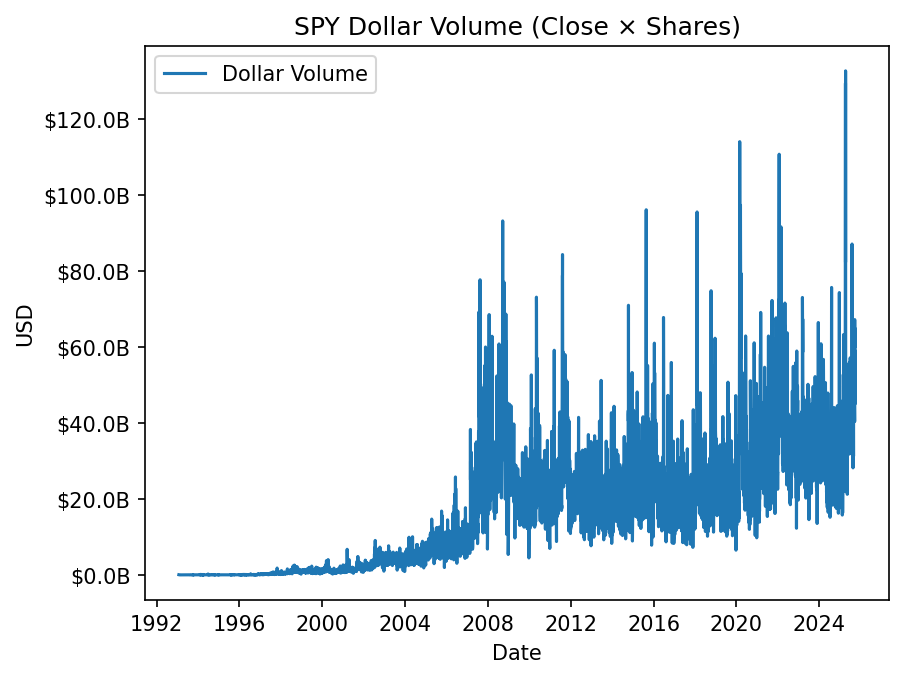 SPY Dollar Volume (Close × Shares)
Dollar Volume
$120.0B
$100.0B
$80.0B
$60.0B
$40.0B
$20.0B
$0.0B
USD
1992 1996 2000 2004 2008 2012 2016 2020 2024
Date